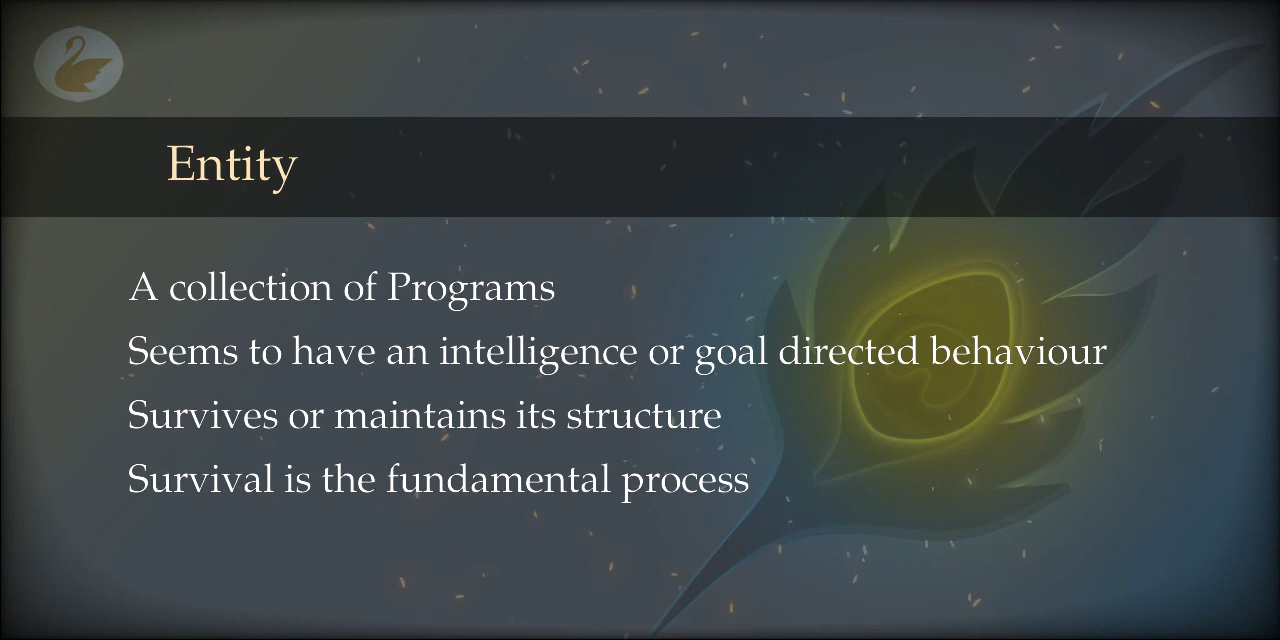 Entity
A collection of Programs
Seems to have an intelligence or goal directed behaviour
Survives or maintains its structure
Survival is the fundamental process